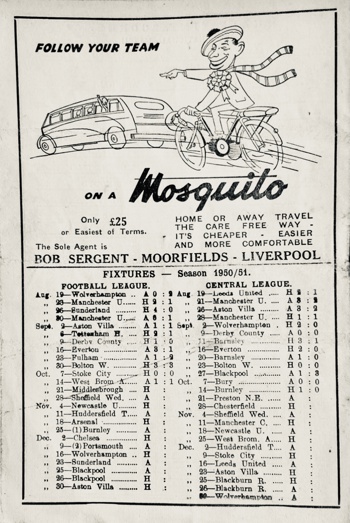 FOLLOW YOUR TEAM
ON A Mosquito
Only £25
or Easiest of Terms.
The Sole Agent is
HOME OR AWAY TRAVEL
THE CARE FREE WAY -
IT'S CHEAPER - EASIER
AND MORE COMFORTABLE
BOB SERGENT - MOORFIELDS - LIVERPOOL
FIXTURES — Season 1950/51.
FOOTBALL LEAGUE.
Aug. 19—Wolverhampton .. A 0 : 2
„ 23—Manchester U. ... H
„ 26—Sunderland ...... H 4 : 0
„ 30—Manchester U. ... A
Sept. 2—Aston Villa ...... A 1 : 1
„ 6—Tottenham H. .. H 2 : 1
„ 9—Derby County .. H 1 : 0
„ 16—Everton ............ A 3 : 1
„ 23—Fulham ............ A 1 : 2
„ 30—Bolton W. ......... H 3 : 3
Oct. 7—Stoke City ......... H 0 : 0
„ 14—West Brom A. .... A 1 : 1
„ 21—Middlesbrough .. H :
„ 28—Sheffield Wed. ... A :
Nov. 4—Newcastle U. ..... H :
„ 11—Huddersfield T. .. A :
„ 18—Arsenal ............ H :
„ 25—(1) Burnley ....... A :
Dec. 2—Chelsea ............ H :
„ 9—(2) Portsmouth .. A :
„ 16—Wolverhampton .. H :
„ 23—Sunderland ...... A :
„ 25—Blackpool ......... A :
„ 26—Blackpool ......... H :
„ 30—Aston Villa ...... H :
CENTRAL LEAGUE.
Aug. 19—Leeds United ..... H
„ 21—Manchester U. ... A
„ 26—Aston Villa ...... A 3 : 2
„ 28—Manchester U. ... H 1 : 1
Sept. 2—Wolverhampton . H 2 : 0
„ 9—Derby County ... A 0 : 0
„ 11—Barnsley ......... H 3 : 1
„ 16—Everton ............ H 2 : 0
„ 20—Barnsley ......... A 1 : 0
„ 23—Bolton W. ......... H 0 : 0
„ 27—Blackpool ......... A 1 : 3
Oct. 7—Bury ............... A 0 : 0
„ 14—Burnley ............ H 1 : 0
„ 21—Preston N.E. ..... A :
„ 28—Chesterfield ...... H :
Nov. 4—Sheffield Wed. .... A :
„ 11—Manchester C. ... H :
„ 18—Newcastle U. ..... A :
„ 25—West Brom. A. ... H :
Dec. 2—Huddersfield T. .. A :
„ 9—Stoke City ......... H :
„ 16—Leeds United ..... A :
„ 23—Aston Villa ...... H :
„ 25—Blackburn R. .... A :
„ 26—Blackburn R. .... H :
„ 30—Wolverhampton .. A :